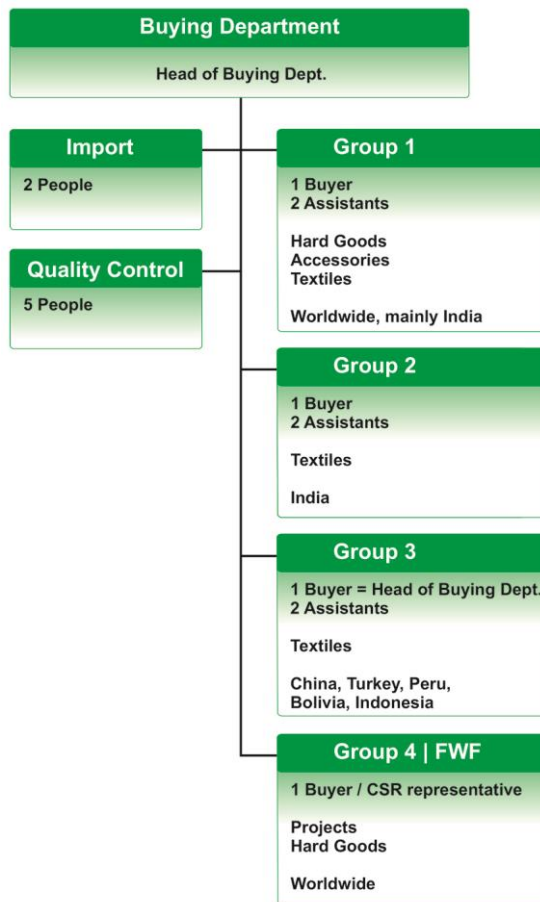 Buying Department
Head of Buying Dept.
Import
2 People
Quality Control
5 People
Group 1
1 Buyer
2 Assistants
Hard Goods
Accessories
Textiles
Worldwide, mainly India
Group 2
1 Buyer
2 Assistants
Textiles
India
Group 3
1 Buyer = Head of Buying Dept.
2 Assistants
Textiles
China, Turkey, Peru,
Bolivia, Indonesia
Group 4 | FWF
1 Buyer / CSR representative
Projects
Hard Goods
Worldwide